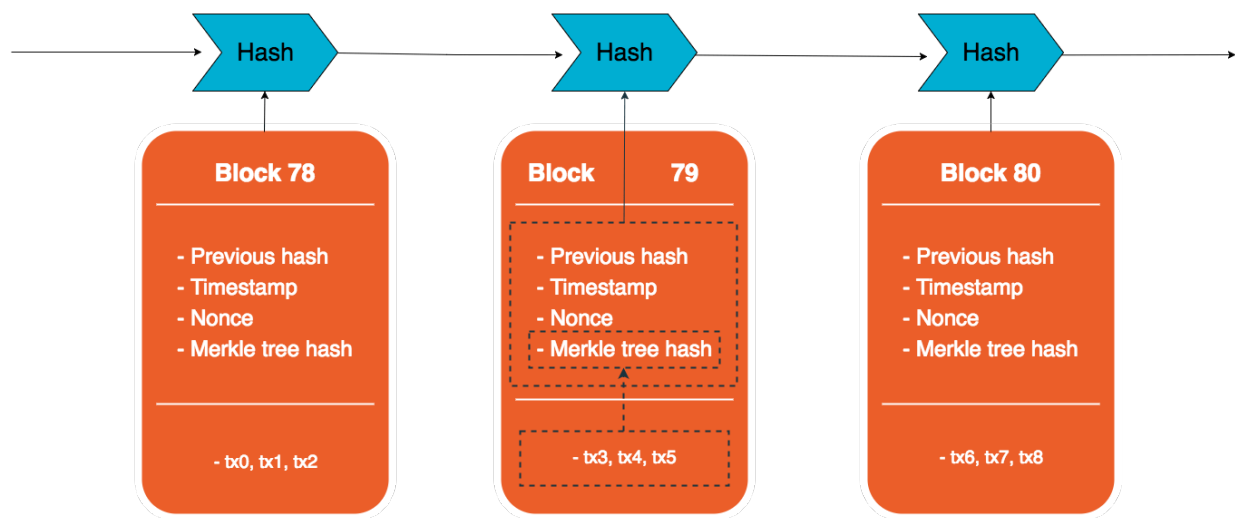 Hash
Hash
Hash
Block 78
- Previous hash
- Timestamp
- Nonce
- Merkle tree hash
- tx0, tx1, tx2
Block 79
- Previous hash
- Timestamp
- Nonce
- Merkle tree hash
- tx3, tx4, tx5
Block 80
- Previous hash
- Timestamp
- Nonce
- Merkle tree hash
- tx6, tx7, tx8